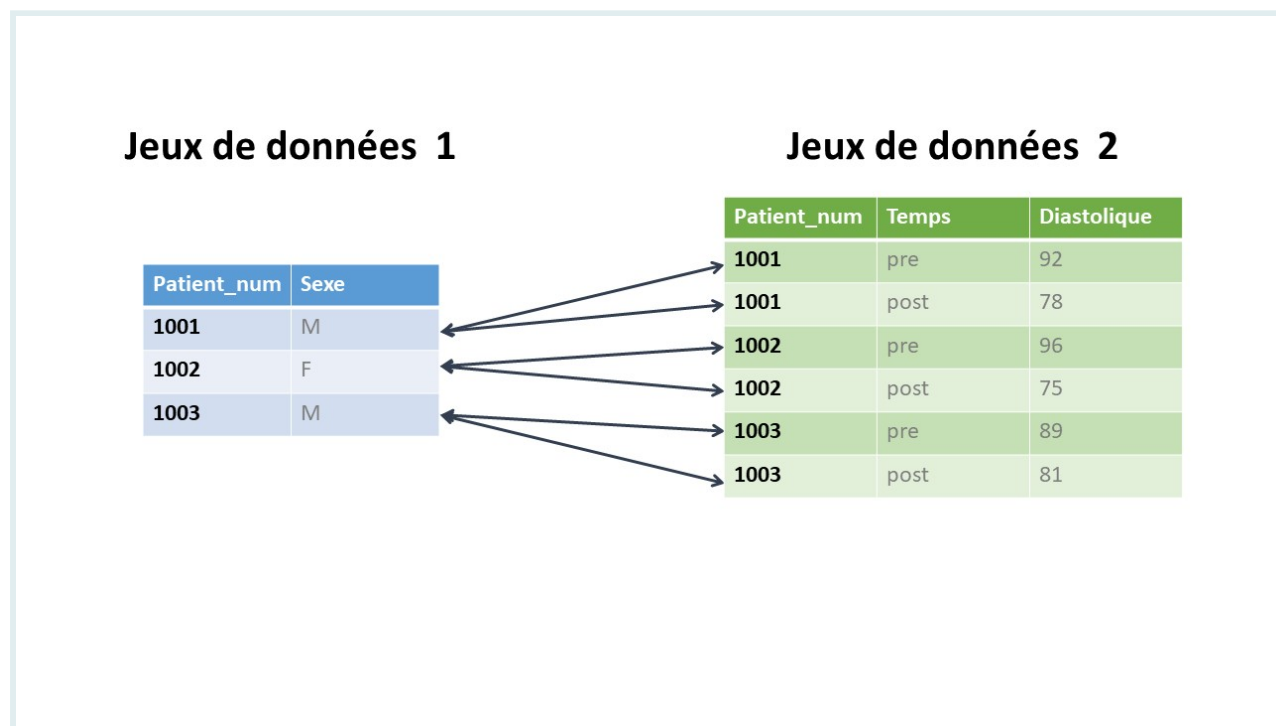 Jeux de données 1
Patient_num Sexe
1001 M
1002 F
1003 M
Jeux de données 2
Patient_num Temps Diastolique
1001 pre 92
1001 post 78
1002 pre 96
1002 post 75
1003 pre 89
1003 post 81